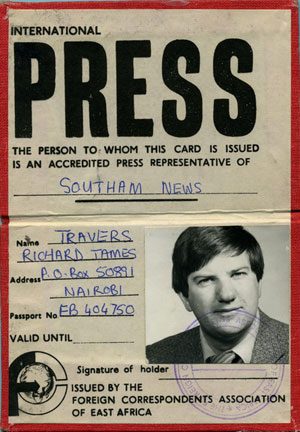 INTERNATIONAL
PRESS
THE PERSON TO WHOM THIS CARD IS ISSUED
IS AN ACCREDITED PRESS REPRESENTATIVE OF
SOUTHAM NEWS
Name TRAVERS
RICHARD JAMES
Address P.O. Box 50891
NAIROBI
Passport No EB 404750
VALID UNTIL
Signature of holder
ISSUED BY THE
FOREIGN CORRESPONDENTS ASSOCIATION
OF EAST AFRICA